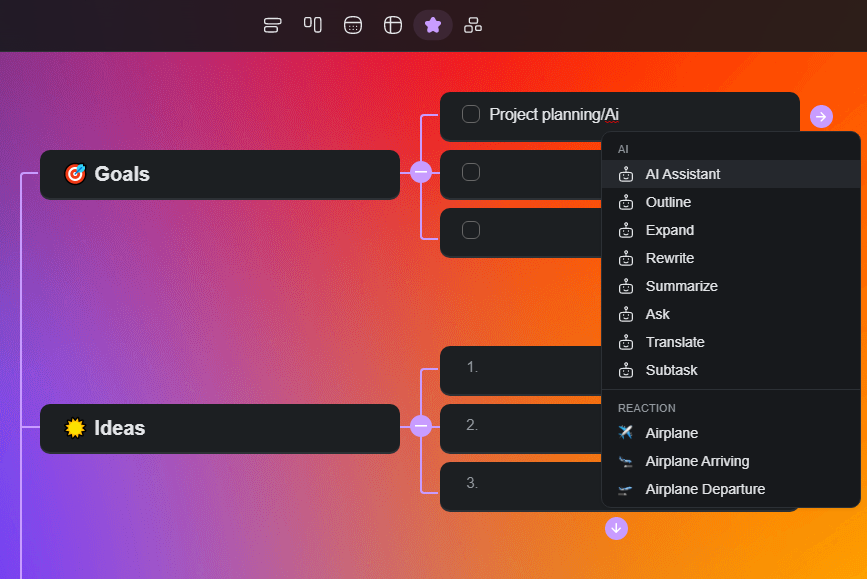 Project planning/Ai
Goals
AI
AI Assistant
Outline
Expand
Rewrite
Summarize
Ask
Translate
Subtask
Ideas
1.
2.
3.
REACTION
Airplane
Airplane Arriving
Airplane Departure